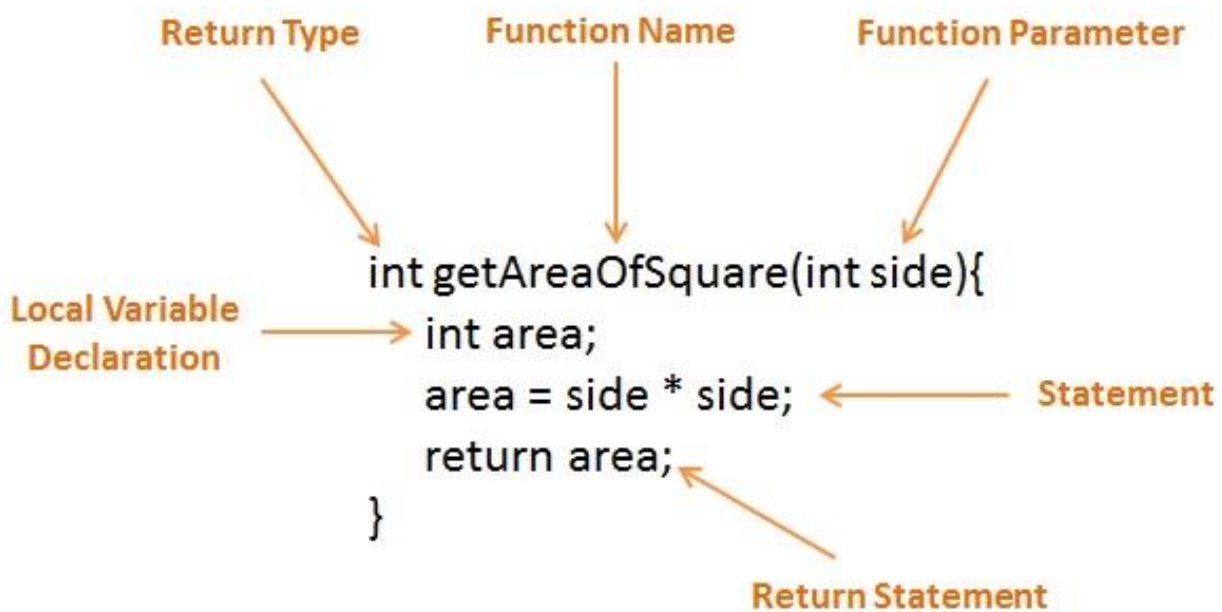 Return Type
Function Name
Function Parameter
int getAreaOfSquare(int side){
Local Variable
Declaration
int area;
area = side * side;
Statement
return area;
}
Return Statement